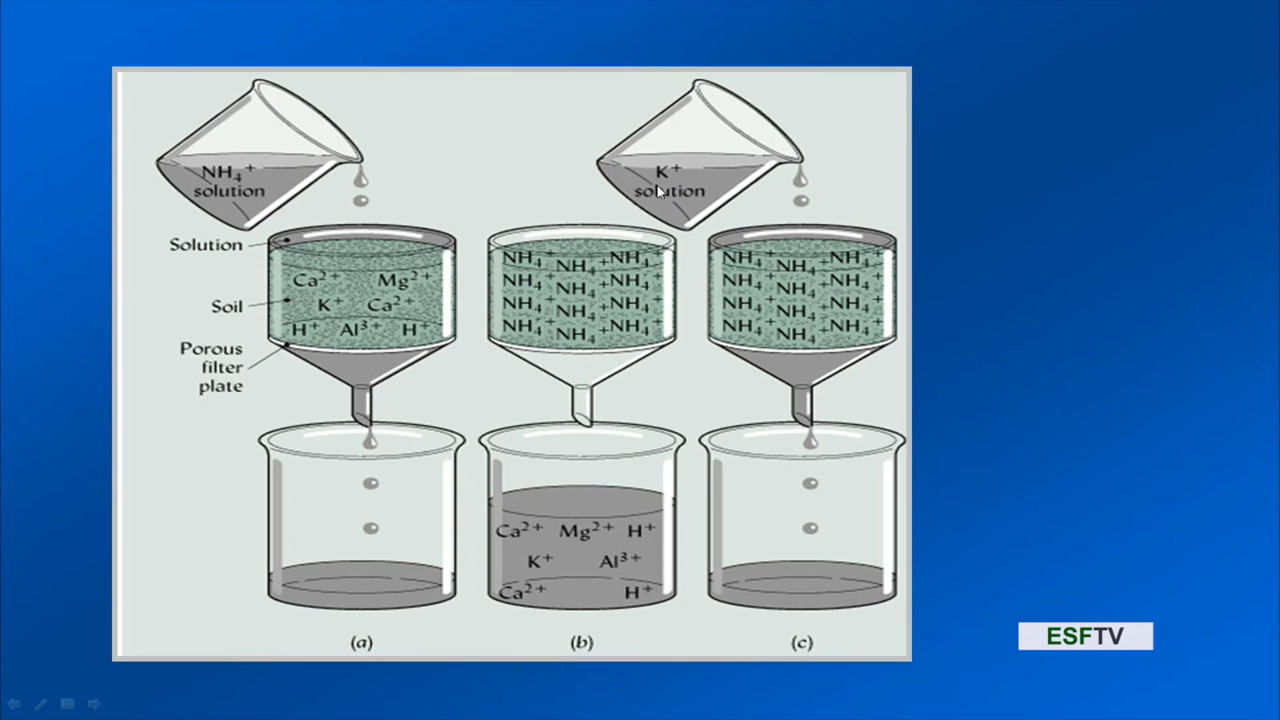 NH₄⁺
solution
K⁺
solution
Solution
Soil
Porous
filter
plate
Ca²⁺ Mg²⁺
K⁺ Ca²⁺
H⁺ Al³⁺ H⁺
NH₄⁺ NH₄⁺ NH₄⁺
NH₄⁺ NH₄⁺ NH₄⁺
NH₄⁺ NH₄⁺ NH₄⁺
NH₄⁺ NH₄⁺ NH₄⁺
NH₄⁺ NH₄⁺ NH₄⁺
NH₄⁺ NH₄⁺ NH₄⁺
NH₄⁺ NH₄⁺ NH₄⁺
NH₄⁺ NH₄⁺ NH₄⁺
Ca²⁺ Mg²⁺ H⁺
K⁺ Al³⁺
Ca²⁺ H⁺
(a) (b) (c)
ESFTV